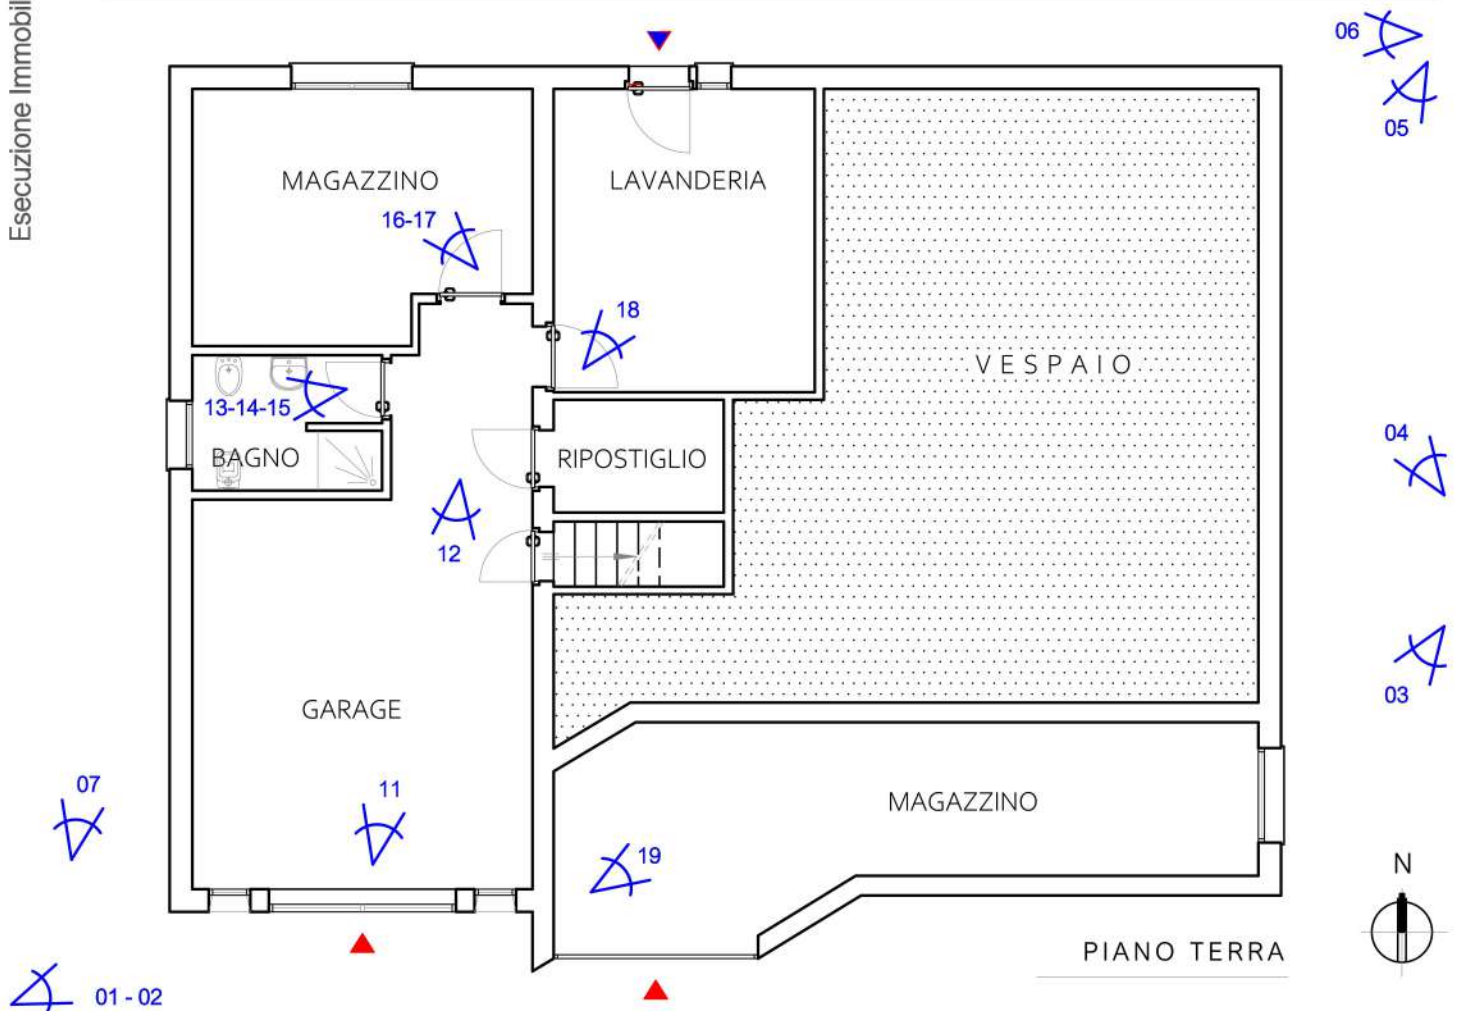 Esecuzione Immobil
06
05
MAGAZZINO
LAVANDERIA
16-17
18
VESPAIO
13-14-15
04
BAGNO
RIPOSTIGLIO
12
03
GARAGE
07
11
MAGAZZINO
19
N
PIANO TERRA
01 - 02